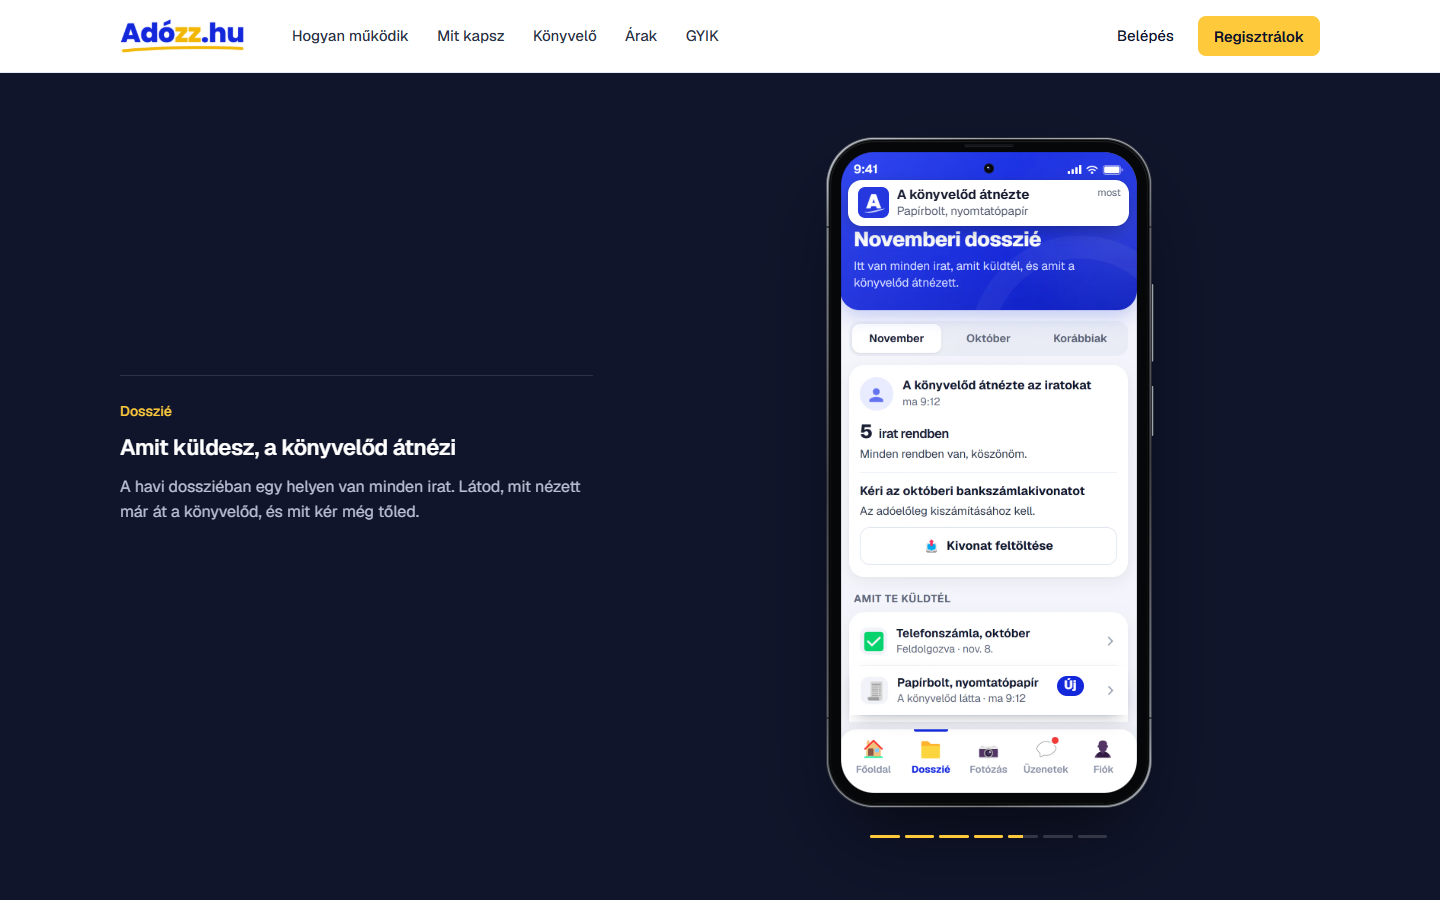 Adózz.hu
Hogyan működik
Mit kapsz
Könyvelő
Árak
GYIK
Belépés
Regisztrálok
Dosszié
Amit küldesz, a könyvelőd átnézi
A havi dossziéban egy helyen van minden irat. Látod, mit nézett
már át a könyvelőd, és mit kér még tőled.
9:41
A
A könyvelőd átnézte
most
Papírbolt, nyomtatópapír
Novemberi dosszié
Itt van minden irat, amit küldtél, és amit a
könyvelőd átnézett.
November
Október
Korábbiak
A könyvelőd átnézte az iratokat
ma 9:12
5 irat rendben
Minden rendben van, köszönöm.
Kéri az októberi bankszámlakivonatot
Az adóelőleg kiszámításához kell.
Kivonat feltöltése
AMIT TE KÜLDTÉL
Telefonszámla, október
Feldolgozva · nov. 8.
Papírbolt, nyomtatópapír
Új
A könyvelőd látta · ma 9:12
Főoldal
Dosszié
Fotózás
Üzenetek
Fiók